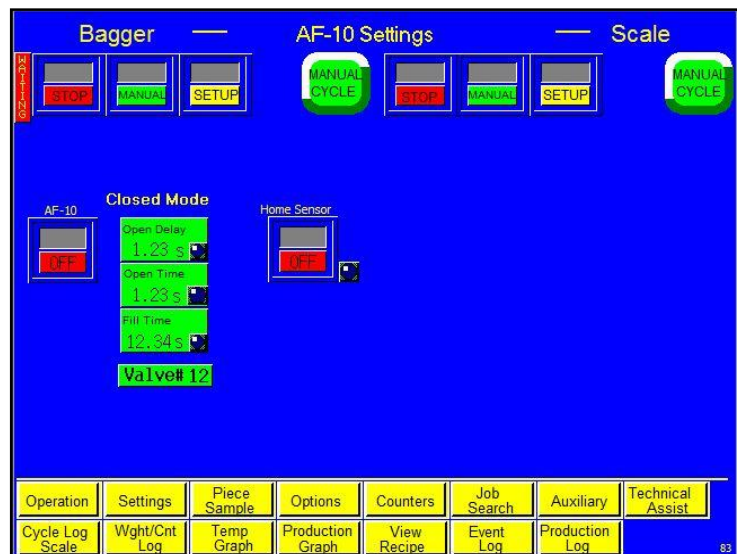 Bagger — AF-10 Settings — Scale
WAITING
STOP MANUAL SETUP MANUAL CYCLE STOP MANUAL SETUP MANUAL CYCLE
AF-10
OFF
Closed Mode
Open Delay
1.23 s
Open Time
1.23 s
Fill Time
12.34 s
Valve# 12
Home Sensor
OFF
Operation Settings Piece Sample Options Counters Job Search Auxiliary Technical Assist
Cycle Log Scale Wght/Cnt Log Temp Graph Production Graph View Recipe Event Log Production Log 83